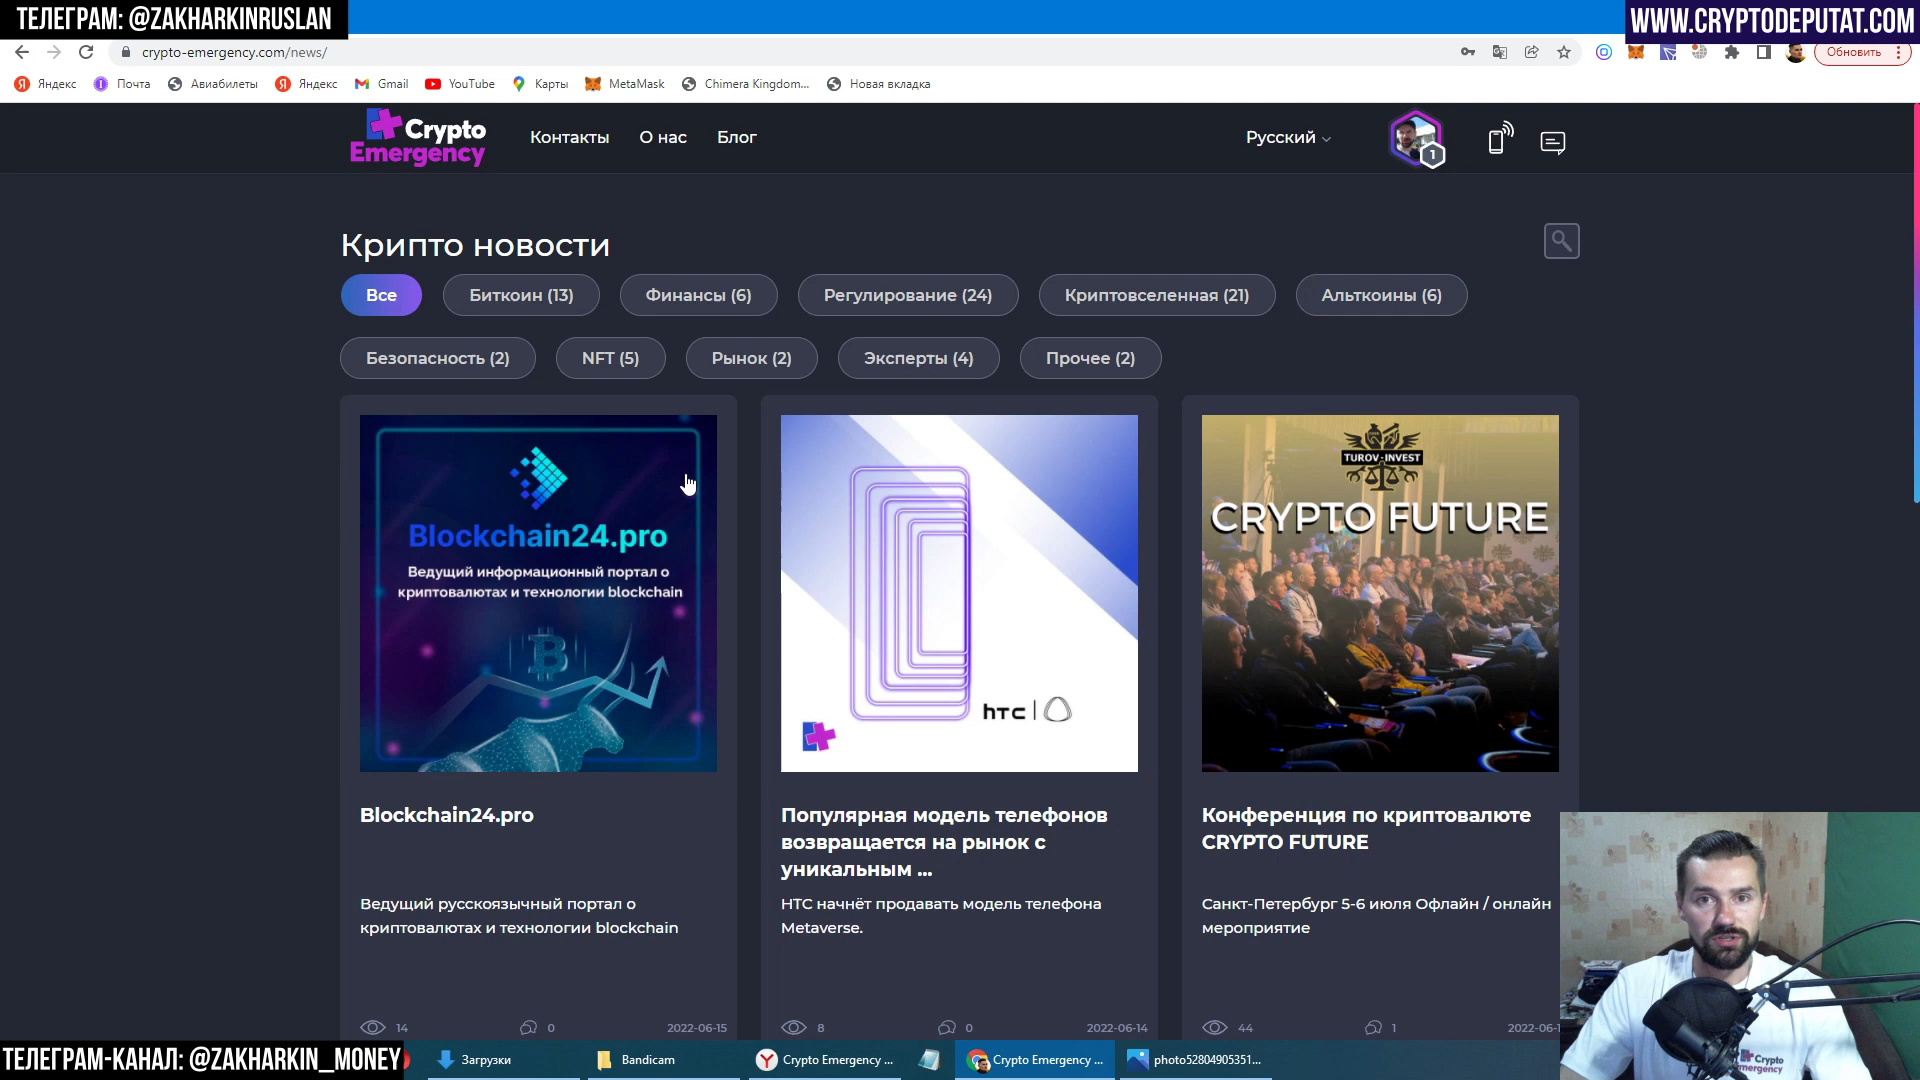 ТЕЛЕГРАМ: @ZAKHARKINRUSLAN
WWW.CRYPTODEPUTAT.COM
crypto-emergency.com/news/
Обновить
Яндекс
Почта
Авиабилеты
Яндекс
Gmail
YouTube
Карты
MetaMask
Chimera Kingdom...
Новая вкладка
Crypto
Emergency
Контакты
О нас
Блог
Русский
1
Крипто новости
Все
Биткоин (13)
Финансы (6)
Регулирование (24)
Криптовселенная (21)
Альткоины (6)
Безопасность (2)
NFT (5)
Рынок (2)
Эксперты (4)
Прочее (2)
Blockchain24.pro
Ведущий информационный портал о
криптовалютах и технологии blockchain
hTC
TUROV-INVEST
CRYPTO FUTURE
Blockchain24.pro
Ведущий русскоязычный портал о
криптовалютах и технологии blockchain
14
0
2022-06-15
Популярная модель телефонов
возвращается на рынок с
уникальным ...
HTC начнёт продавать модель телефона
Metaverse.
8
0
2022-06-14
Конференция по криптовалюте
CRYPTO FUTURE
Санкт-Петербург 5-6 июля Офлайн / онлайн
мероприятие
44
1
2022-06-1
Crypto
Emergency
ТЕЛЕГРАМ-КАНАЛ: @ZAKHARKIN_MONEY
Загрузки
Bandicam
Crypto Emergency ...
Crypto Emergency ...
photo52804905351...